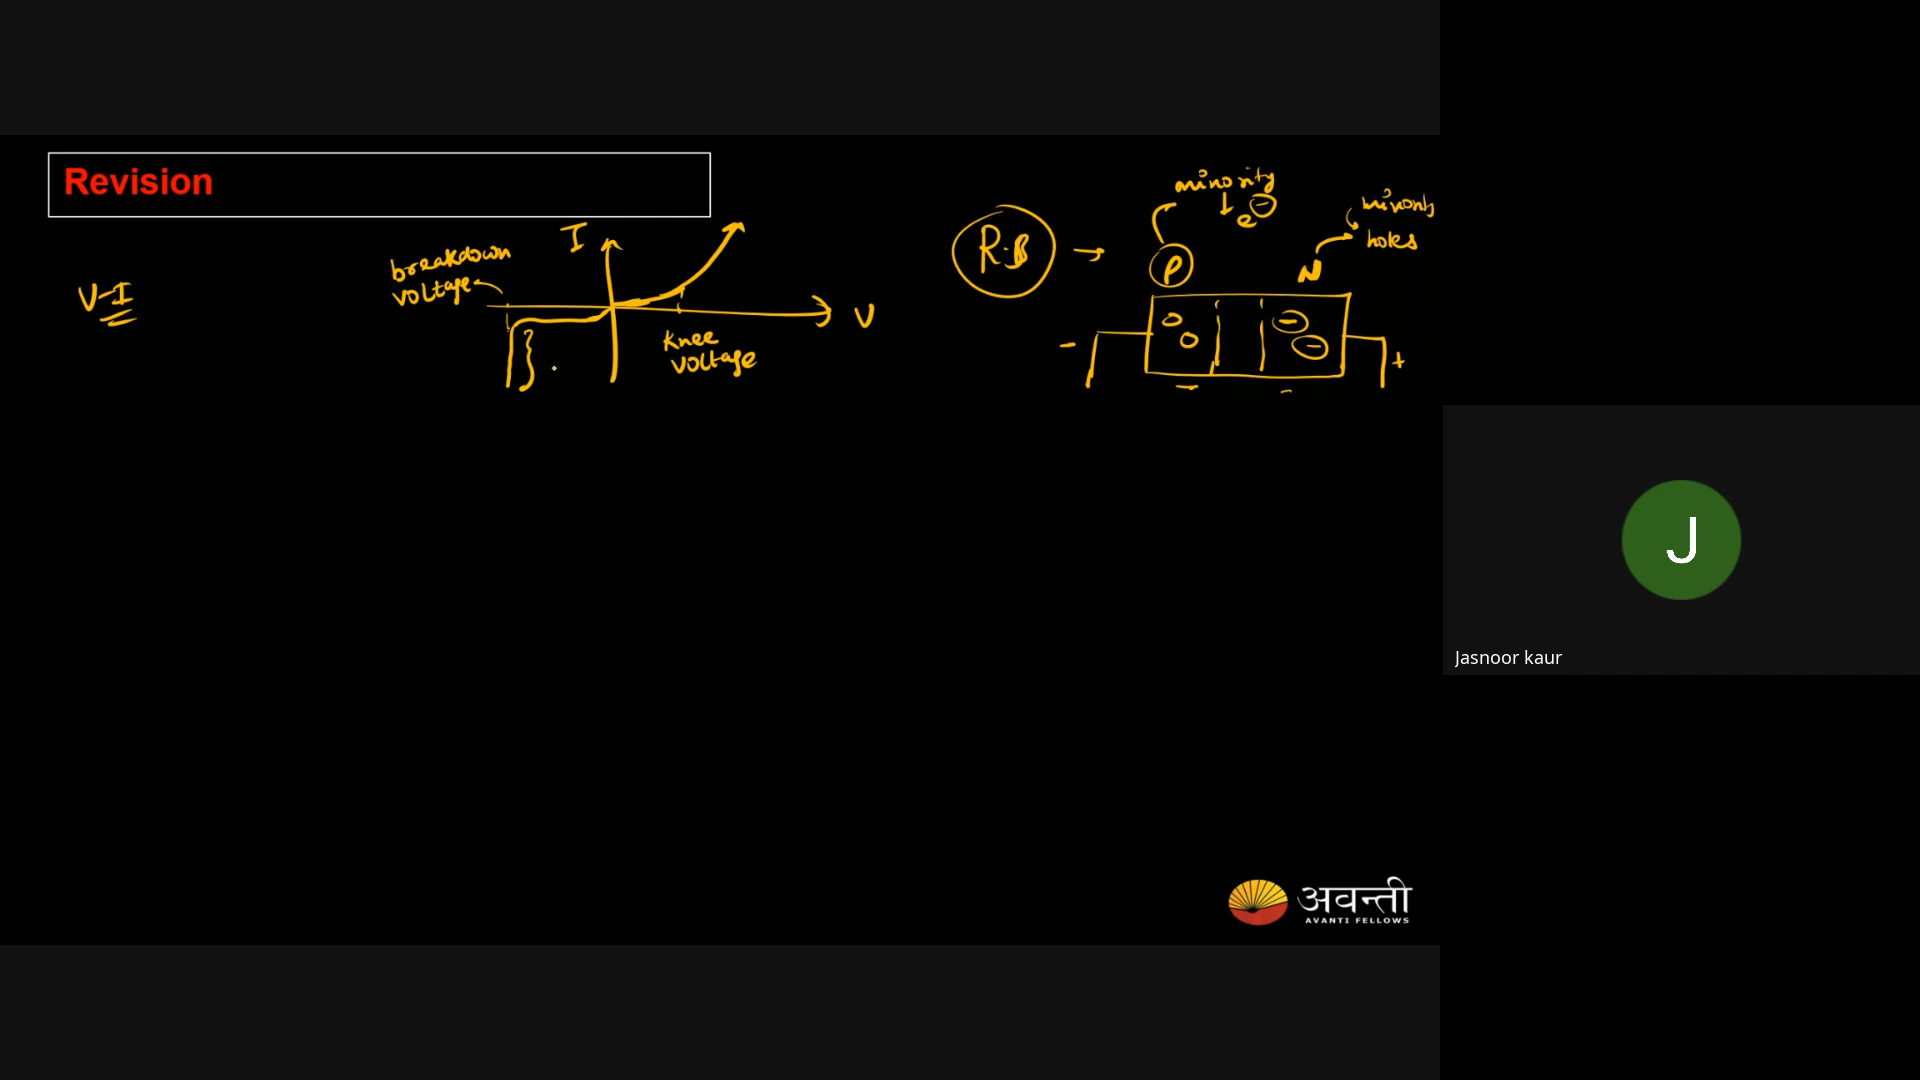 Revision
V-I
breakdown
voltage
I
V
Knee
voltage
R.B
minority
e
P
N
minority
holes
-
+
J
Jasnoor kaur
अवन्ती
AVANTI FELLOWS